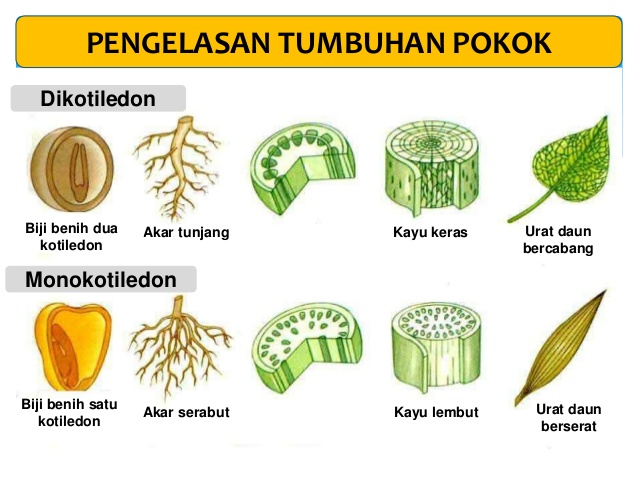 PENGELASAN TUMBUHAN POKOK
Dikotiledon
Biji benih dua
kotiledon
Akar tunjang
Kayu keras
Urat daun
bercabang
Monokotiledon
Biji benih satu
kotiledon
Akar serabut
Kayu lembut
Urat daun
berserat